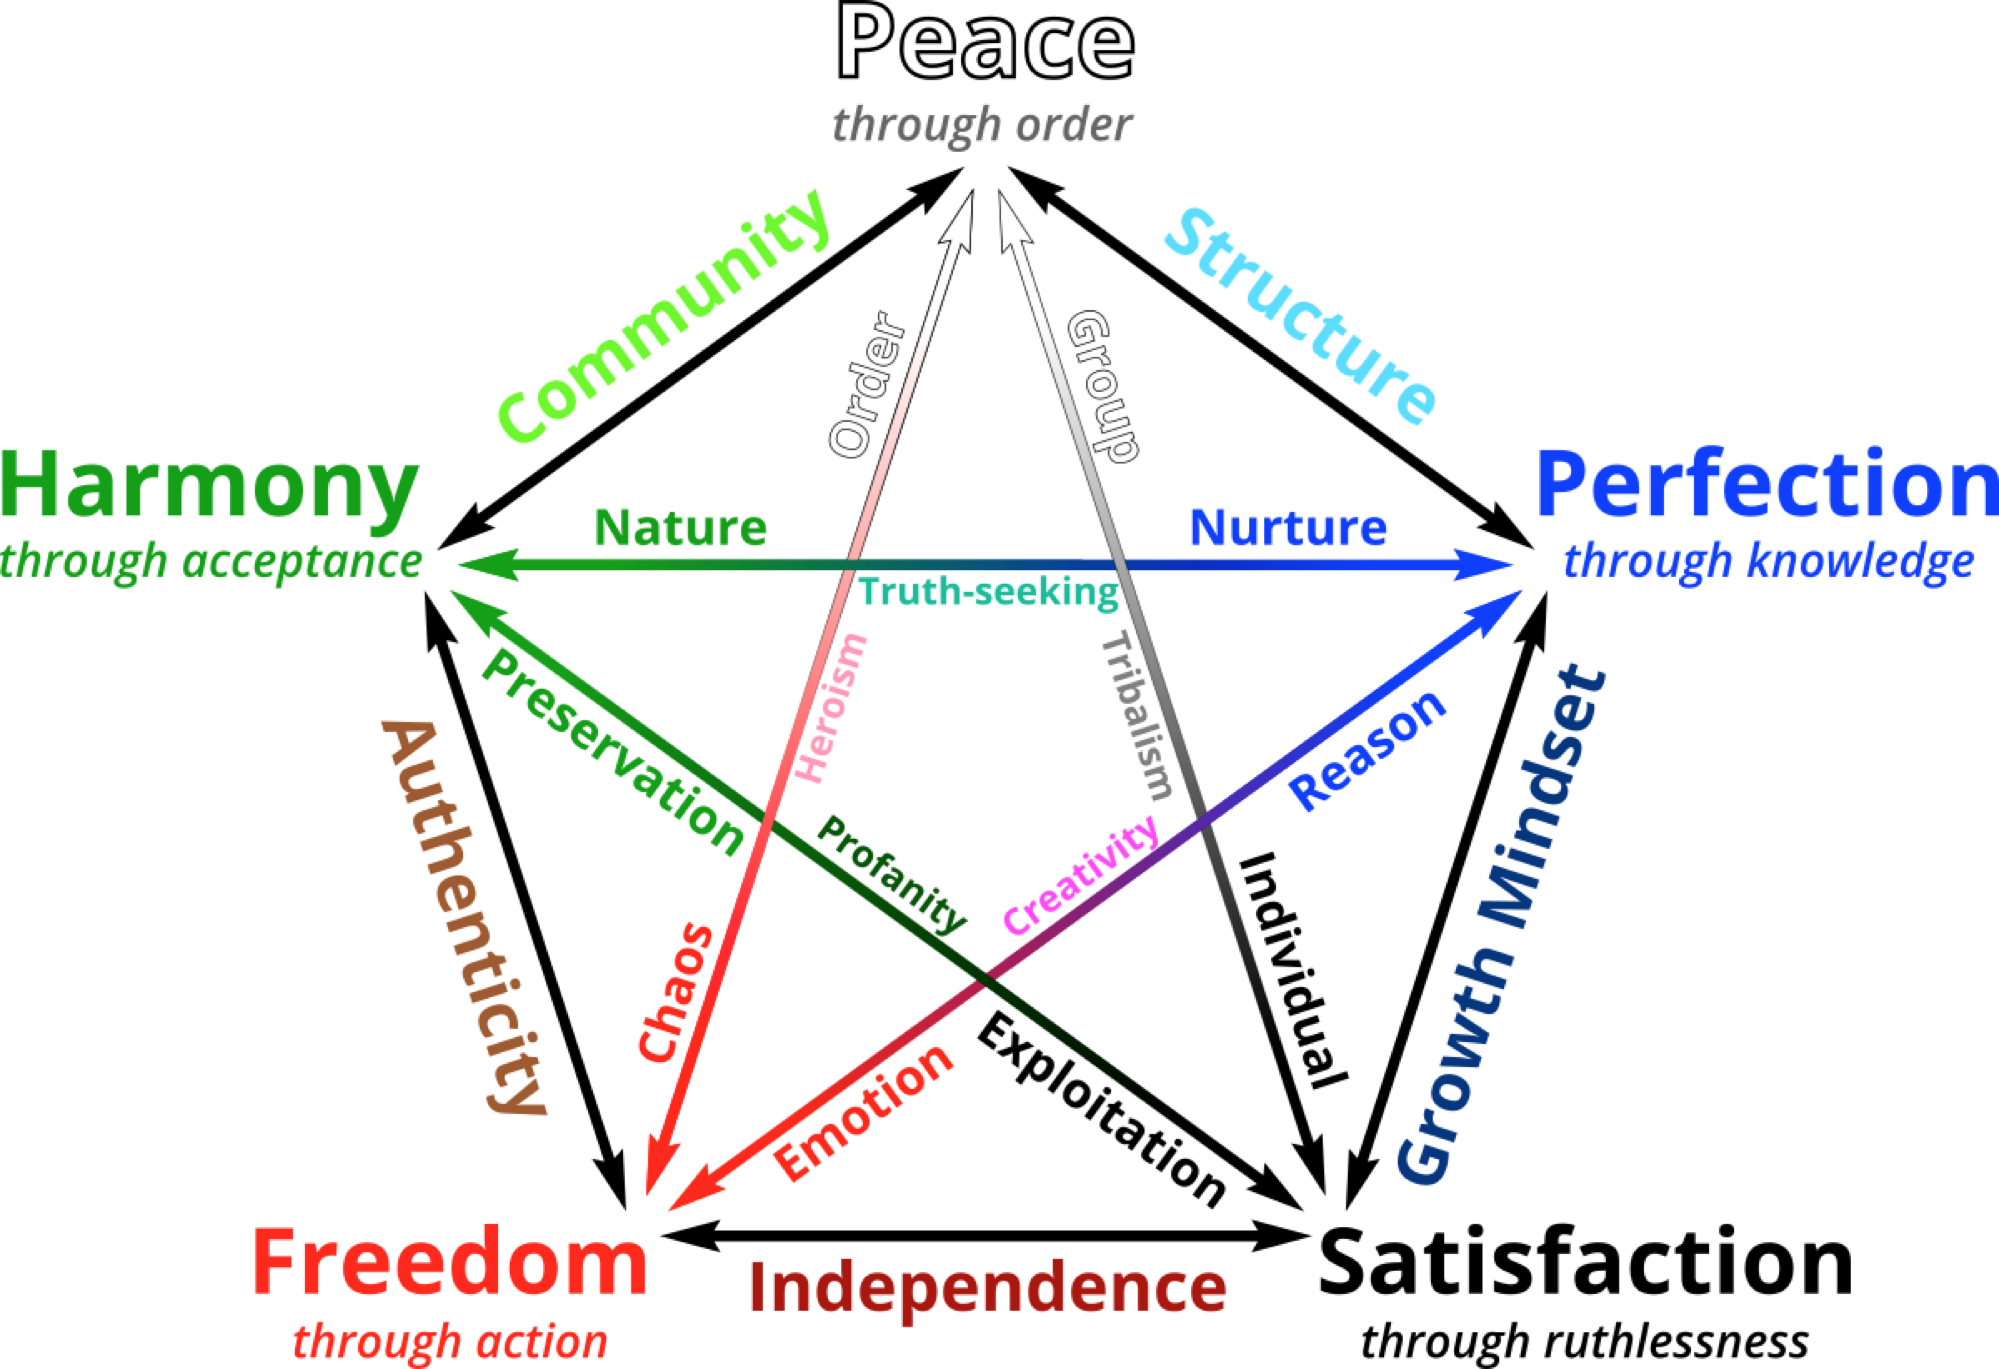 Peace
through order
Community
Structure
Order
Group
Harmony
through acceptance
Nature
Nurture
Perfection
through knowledge
Truth-seeking
Preservation
Heroism
Tribalism
Reason
Authenticity
Profanity
Creativity
Growth Mindset
Chaos
Individual
Emotion
Exploitation
Freedom
through action
Independence
Satisfaction
through ruthlessness